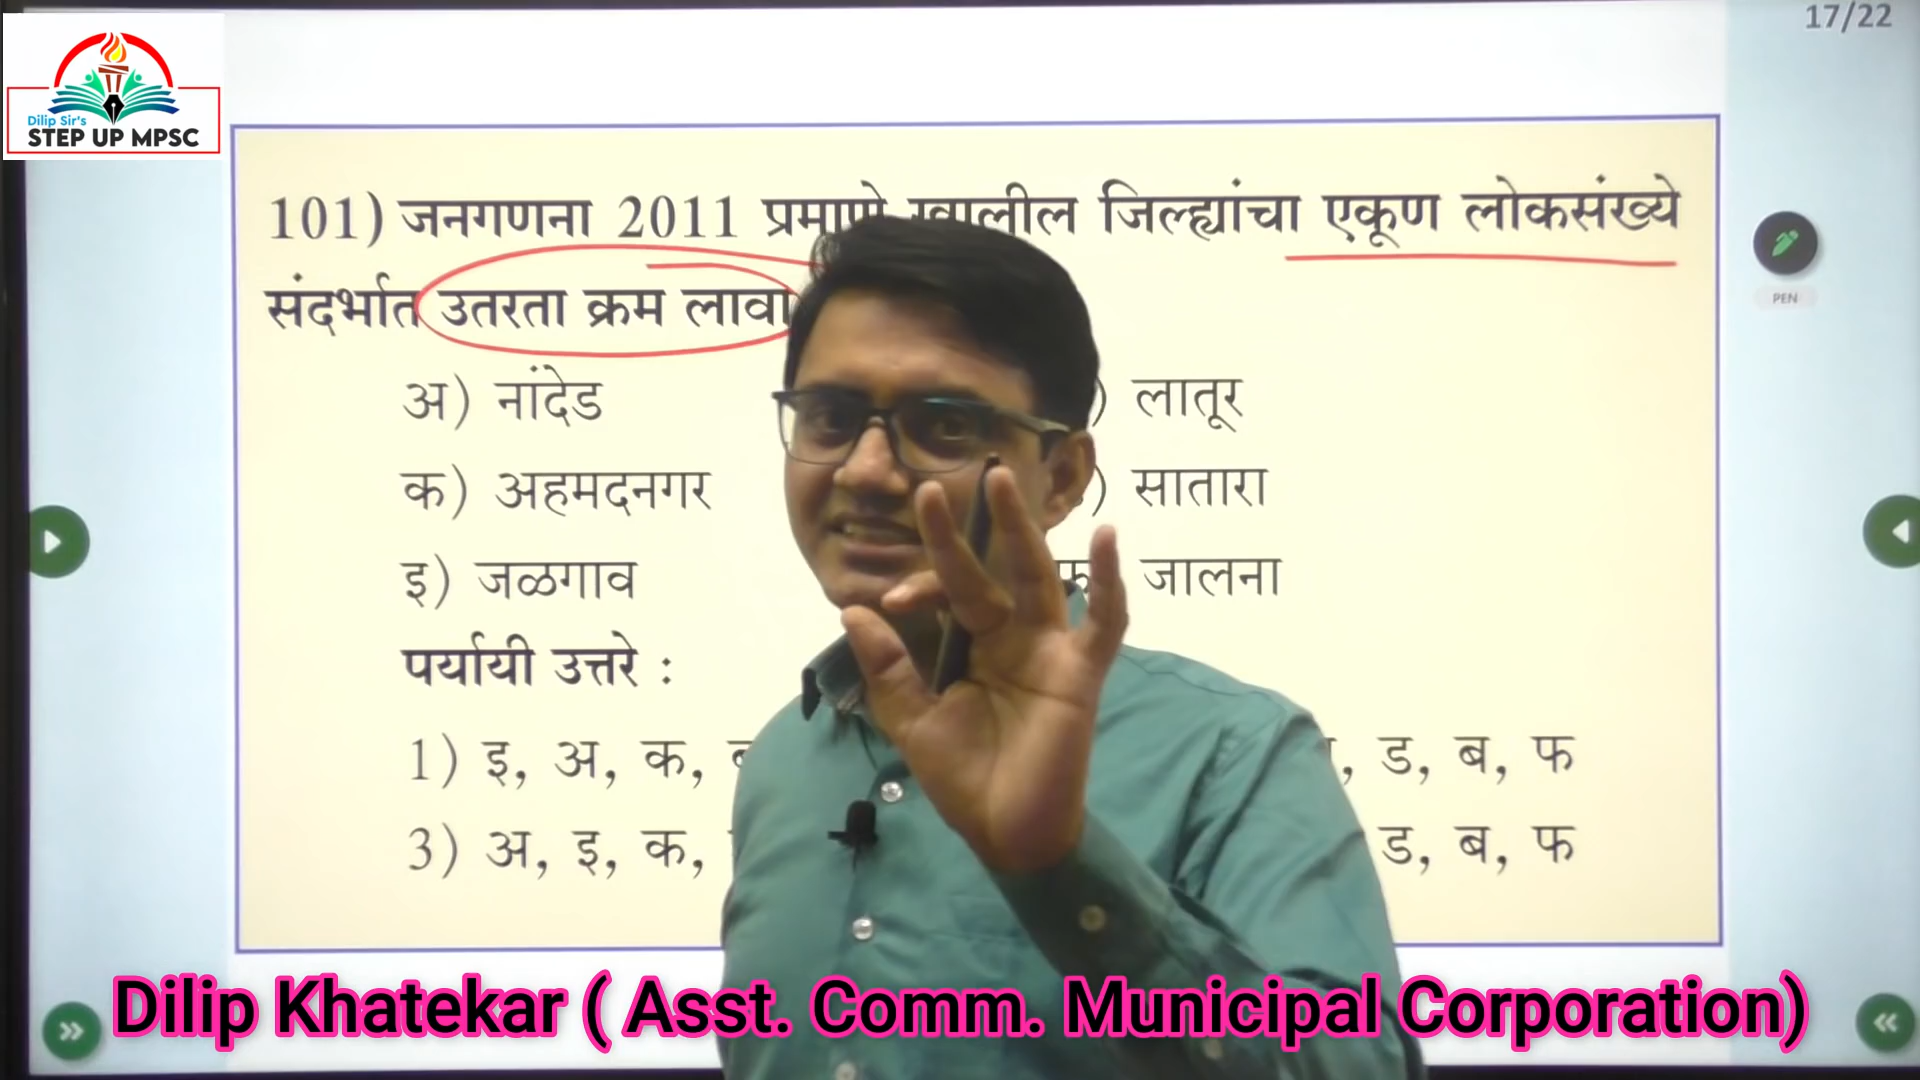 17/22
Dilip Sir's
STEP UP MPSC
101) जनगणना 2011 प्रमाणे खालील जिल्ह्यांचा एकूण लोकसंख्ये
संदर्भात उतरता क्रम लावा
PEN
अ) नांदेड ) लातूर
क) अहमदनगर ) सातारा
इ) जळगाव फ जालना
पर्यायी उत्तरे :
1) इ, अ, क, , ड, ब, फ
3) अ, इ, क, ड, ब, फ
Dilip Khatekar ( Asst. Comm. Municipal Corporation)